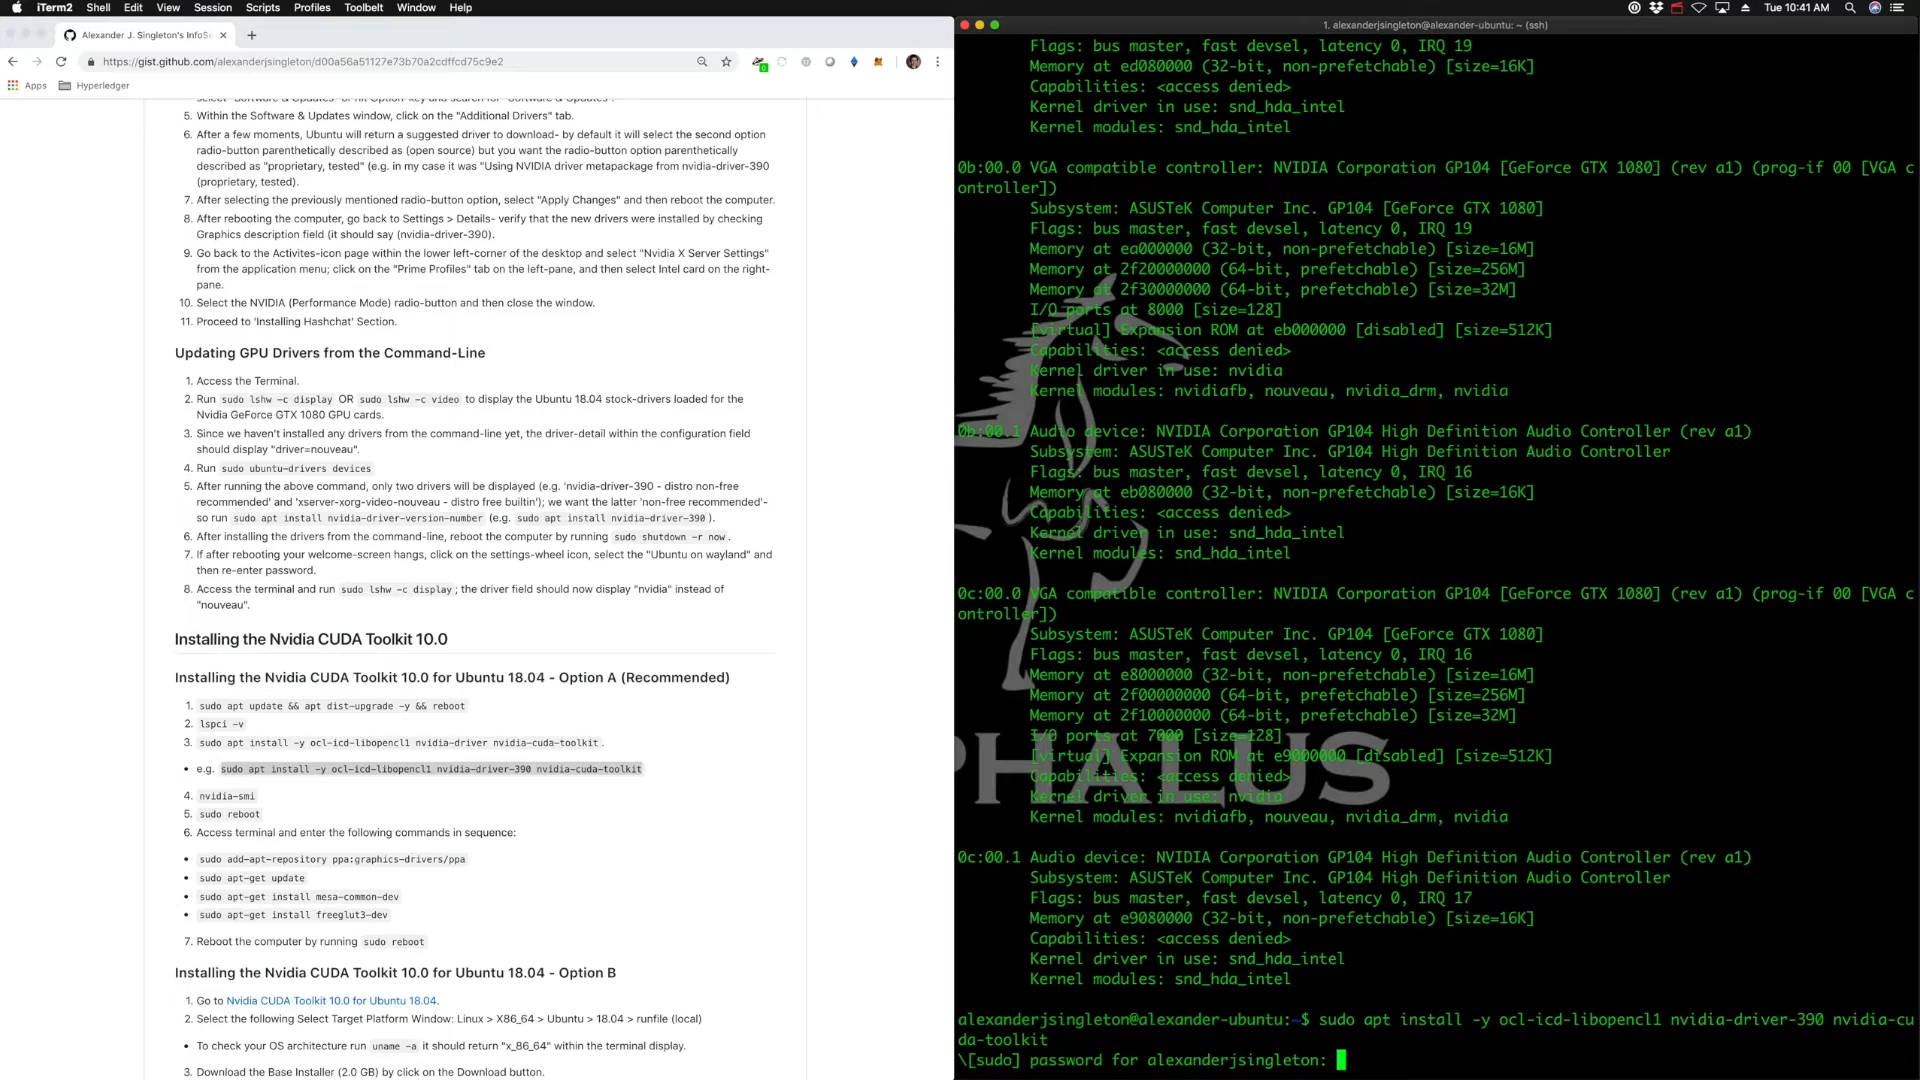 iTerm2 Shell Edit View Session Scripts Profiles Toolbelt Window Help Tue 10:41 AM
Alexander J. Singleton's InfoSe
https://gist.github.com/alexanderjsingleton/d00a56a51127e73b70a2cdffcd75c9e2
Apps Hyperledger
select "Software & Updates" or hit Option-key and search for "Software & Updates".
5. Within the Software & Updates window, click on the "Additional Drivers" tab.
6. After a few moments, Ubuntu will return a suggested driver to download- by default it will select the second option
radio-button parenthetically described as (open source) but you want the radio-button option parenthetically
described as "proprietary, tested" (e.g. in my case it was "Using NVIDIA driver metapackage from nvidia-driver-390
(proprietary, tested).
7. After selecting the previously mentioned radio-button option, select "Apply Changes" and then reboot the computer.
8. After rebooting the computer, go back to Settings > Details- verify that the new drivers were installed by checking
Graphics description field (it should say (nvidia-driver-390).
9. Go back to the Activites-icon page within the lower left-corner of the desktop and select "Nvidia X Server Settings"
from the application menu; click on the "Prime Profiles" tab on the left-pane, and then select Intel card on the right-
pane.
10. Select the NVIDIA (Performance Mode) radio-button and then close the window.
11. Proceed to 'Installing Hashchat' Section.
Updating GPU Drivers from the Command-Line
1. Access the Terminal.
2. Run sudo lshw -c display OR sudo lshw -c video to display the Ubuntu 18.04 stock-drivers loaded for the
Nvidia GeForce GTX 1080 GPU cards.
3. Since we haven't installed any drivers from the command-line yet, the driver-detail within the configuration field
should display "driver=nouveau".
4. Run sudo ubuntu-drivers devices
5. After running the above command, only two drivers will be displayed (e.g. 'nvidia-driver-390 - distro non-free
recommended' and 'xserver-xorg-video-nouveau - distro free builtin'); we want the latter 'non-free recommended'-
so run sudo apt install nvidia-driver-version-number (e.g. sudo apt install nvidia-driver-390 ).
6. After installing the drivers from the command-line, reboot the computer by running sudo shutdown -r now .
7. If after rebooting your welcome-screen hangs, click on the settings-wheel icon, select the "Ubuntu on wayland" and
then re-enter password.
8. Access the terminal and run sudo lshw -c display ; the driver field should now display "nvidia" instead of
"nouveau".
Installing the Nvidia CUDA Toolkit 10.0
Installing the Nvidia CUDA Toolkit 10.0 for Ubuntu 18.04 - Option A (Recommended)
1. sudo apt update && apt dist-upgrade -y && reboot
2. lspci -v
3. sudo apt install -y ocl-icd-libopencl1 nvidia-driver nvidia-cuda-toolkit .
• e.g. sudo apt install -y ocl-icd-libopencl1 nvidia-driver-390 nvidia-cuda-toolkit
4. nvidia-smi
5. sudo reboot
6. Access terminal and enter the following commands in sequence:
• sudo add-apt-repository ppa:graphics-drivers/ppa
• sudo apt-get update
• sudo apt-get install mesa-common-dev
• sudo apt-get install freeglut3-dev
7. Reboot the computer by running sudo reboot
Installing the Nvidia CUDA Toolkit 10.0 for Ubuntu 18.04 - Option B
1. Go to Nvidia CUDA Toolkit 10.0 for Ubuntu 18.04.
2. Select the following Select Target Platform Window: Linux > X86_64 > Ubuntu > 18.04 > runfile (local)
• To check your OS architecture run uname -a it should return "x_86_64" within the terminal display.
3. Download the Base Installer (2.0 GB) by click on the Download button.
1. alexanderjsingleton@alexander-ubuntu: ~ (ssh)
Flags: bus master, fast devsel, latency 0, IRQ 19
Memory at ed080000 (32-bit, non-prefetchable) [size=16K]
Capabilities: <access denied>
Kernel driver in use: snd_hda_intel
Kernel modules: snd_hda_intel
0b:00.0 VGA compatible controller: NVIDIA Corporation GP104 [GeForce GTX 1080] (rev a1) (prog-if 00 [VGA c
ontroller])
Subsystem: ASUSTeK Computer Inc. GP104 [GeForce GTX 1080]
Flags: bus master, fast devsel, latency 0, IRQ 19
Memory at ea000000 (32-bit, non-prefetchable) [size=16M]
Memory at 2f20000000 (64-bit, prefetchable) [size=256M]
Memory at 2f30000000 (64-bit, prefetchable) [size=32M]
I/O ports at 8000 [size=128]
[virtual] Expansion ROM at eb000000 [disabled] [size=512K]
Capabilities: <access denied>
Kernel driver in use: nvidia
Kernel modules: nvidiafb, nouveau, nvidia_drm, nvidia
0b:00.1 Audio device: NVIDIA Corporation GP104 High Definition Audio Controller (rev a1)
Subsystem: ASUSTeK Computer Inc. GP104 High Definition Audio Controller
Flags: bus master, fast devsel, latency 0, IRQ 16
Memory at eb080000 (32-bit, non-prefetchable) [size=16K]
Capabilities: <access denied>
Kernel driver in use: snd_hda_intel
Kernel modules: snd_hda_intel
0c:00.0 VGA compatible controller: NVIDIA Corporation GP104 [GeForce GTX 1080] (rev a1) (prog-if 00 [VGA c
ontroller])
Subsystem: ASUSTeK Computer Inc. GP104 [GeForce GTX 1080]
Flags: bus master, fast devsel, latency 0, IRQ 16
Memory at e8000000 (32-bit, non-prefetchable) [size=16M]
Memory at 2f00000000 (64-bit, prefetchable) [size=256M]
Memory at 2f10000000 (64-bit, prefetchable) [size=32M]
I/O ports at 7000 [size=128]
[virtual] Expansion ROM at e9000000 [disabled] [size=512K]
Capabilities: <access denied>
Kernel driver in use: nvidia
Kernel modules: nvidiafb, nouveau, nvidia_drm, nvidia
PHALUS
0c:00.1 Audio device: NVIDIA Corporation GP104 High Definition Audio Controller (rev a1)
Subsystem: ASUSTeK Computer Inc. GP104 High Definition Audio Controller
Flags: bus master, fast devsel, latency 0, IRQ 17
Memory at e9080000 (32-bit, non-prefetchable) [size=16K]
Capabilities: <access denied>
Kernel driver in use: snd_hda_intel
Kernel modules: snd_hda_intel
alexanderjsingleton@alexander-ubuntu:~$ sudo apt install -y ocl-icd-libopencl1 nvidia-driver-390 nvidia-cu
da-toolkit
\[sudo] password for alexanderjsingleton: